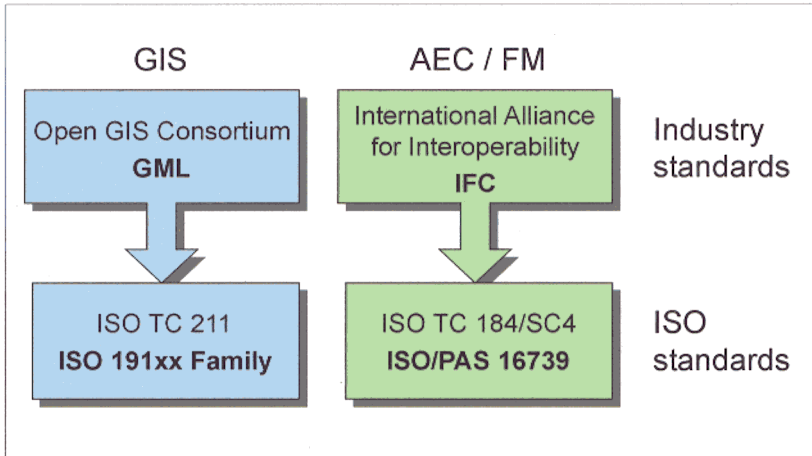 GIS
AEC / FM
Open GIS Consortium
GML
International Alliance
for Interoperability
IFC
Industry
standards
ISO TC 211
ISO 191xx Family
ISO TC 184/SC4
ISO/PAS 16739
ISO
standards